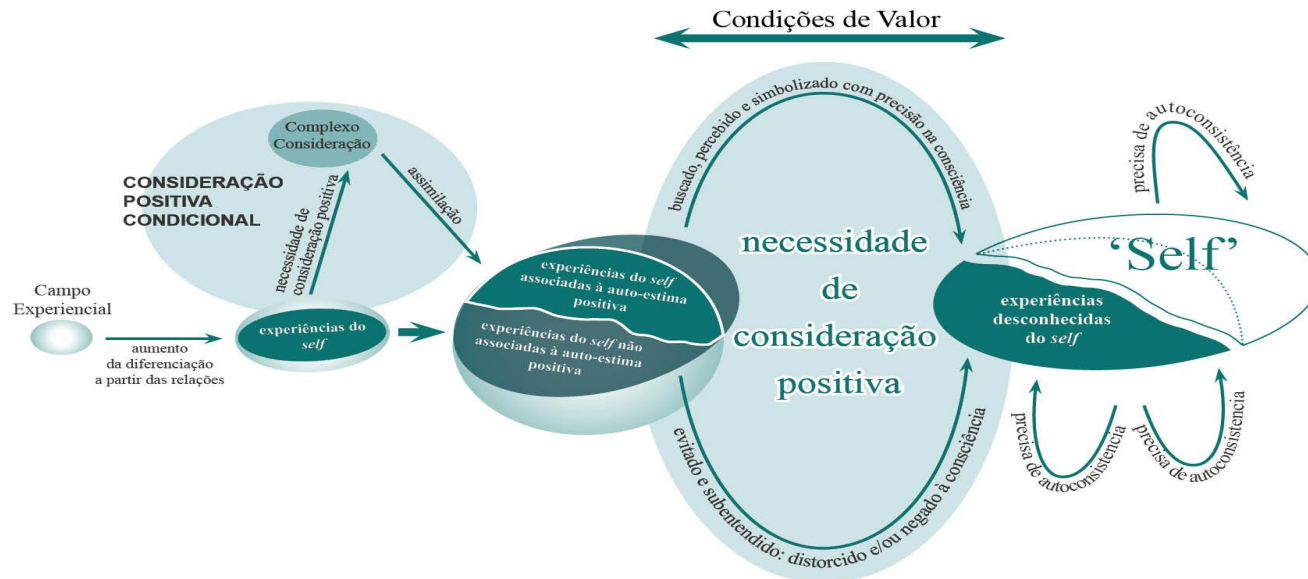 Condições de Valor
Complexo
Consideração
CONSIDERAÇÃO
POSITIVA
CONDICIONAL
necessidade de
consideração positiva
assimilação
Campo
Experiencial
aumento
da diferenciação
a partir das relações
experiências do
self
experiências do self
associadas à auto-estima
positiva
experiências do self não
associadas à auto-estima
positiva
buscado, percebido e simbolizado com precisão na consciência
necessidade
de
consideração
positiva
evitado e subentendido: distorcido e/ou negado à consciência
precisa de autoconsistência
'Self'
experiências
desconhecidas
do self
precisa de autoconsistencia
precisa de autoconsistencia